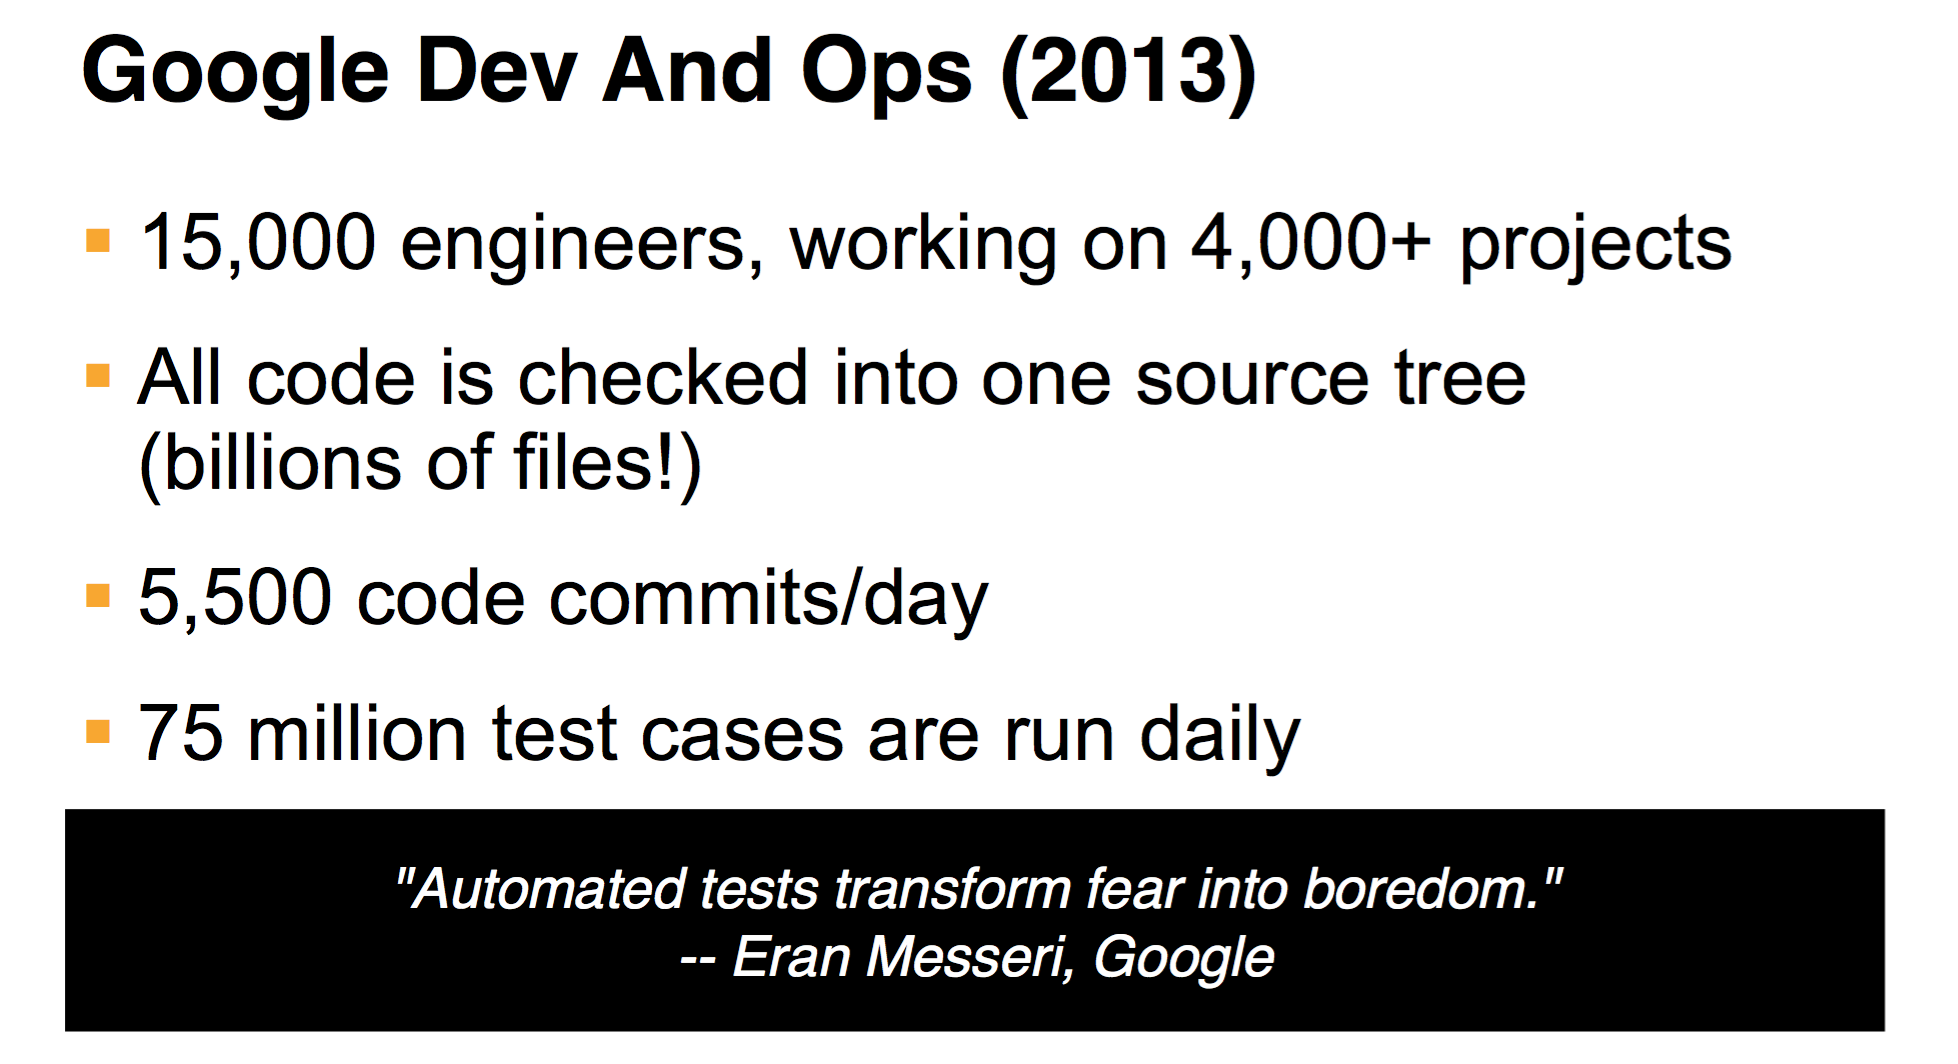 Google Dev And Ops (2013)
15,000 engineers, working on 4,000+ projects
All code is checked into one source tree
(billions of files!)
5,500 code commits/day
75 million test cases are run daily
"Automated tests transform fear into boredom."
-- Eran Messeri, Google